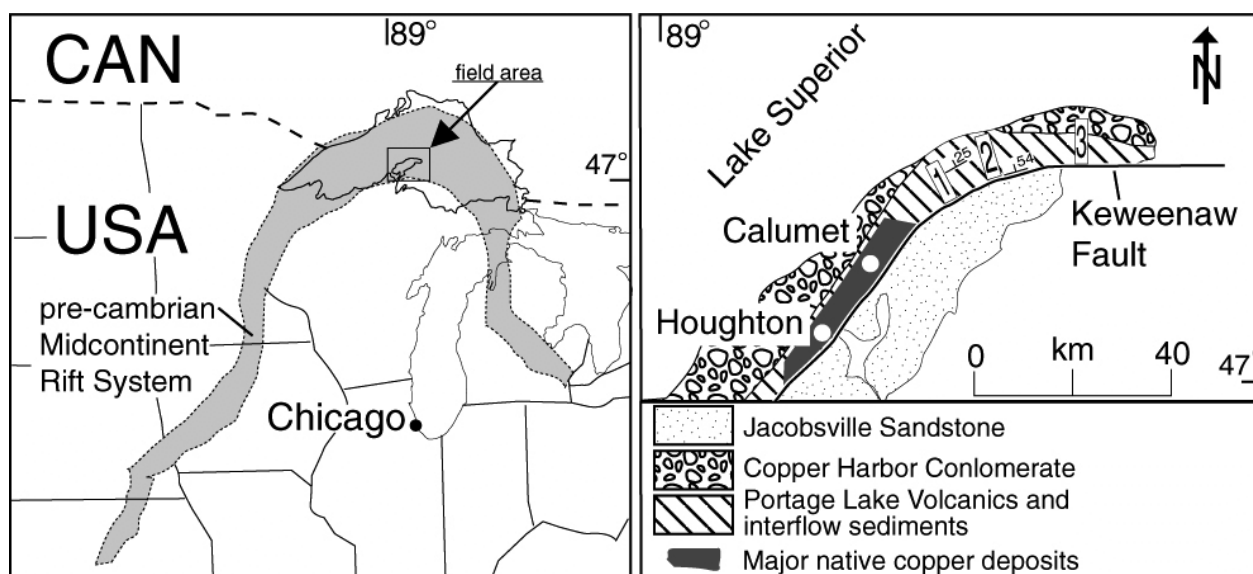 89°
CAN
field area
47°
USA
pre-cambrian
Midcontinent
Rift System
Chicago
89°
N
Lake Superior
1
25
2
54
3
Keweenaw
Fault
Calumet
Houghton
0 km 40
47°
Jacobsville Sandstone
Copper Harbor Conlomerate
Portage Lake Volcanics and
interflow sediments
Major native copper deposits